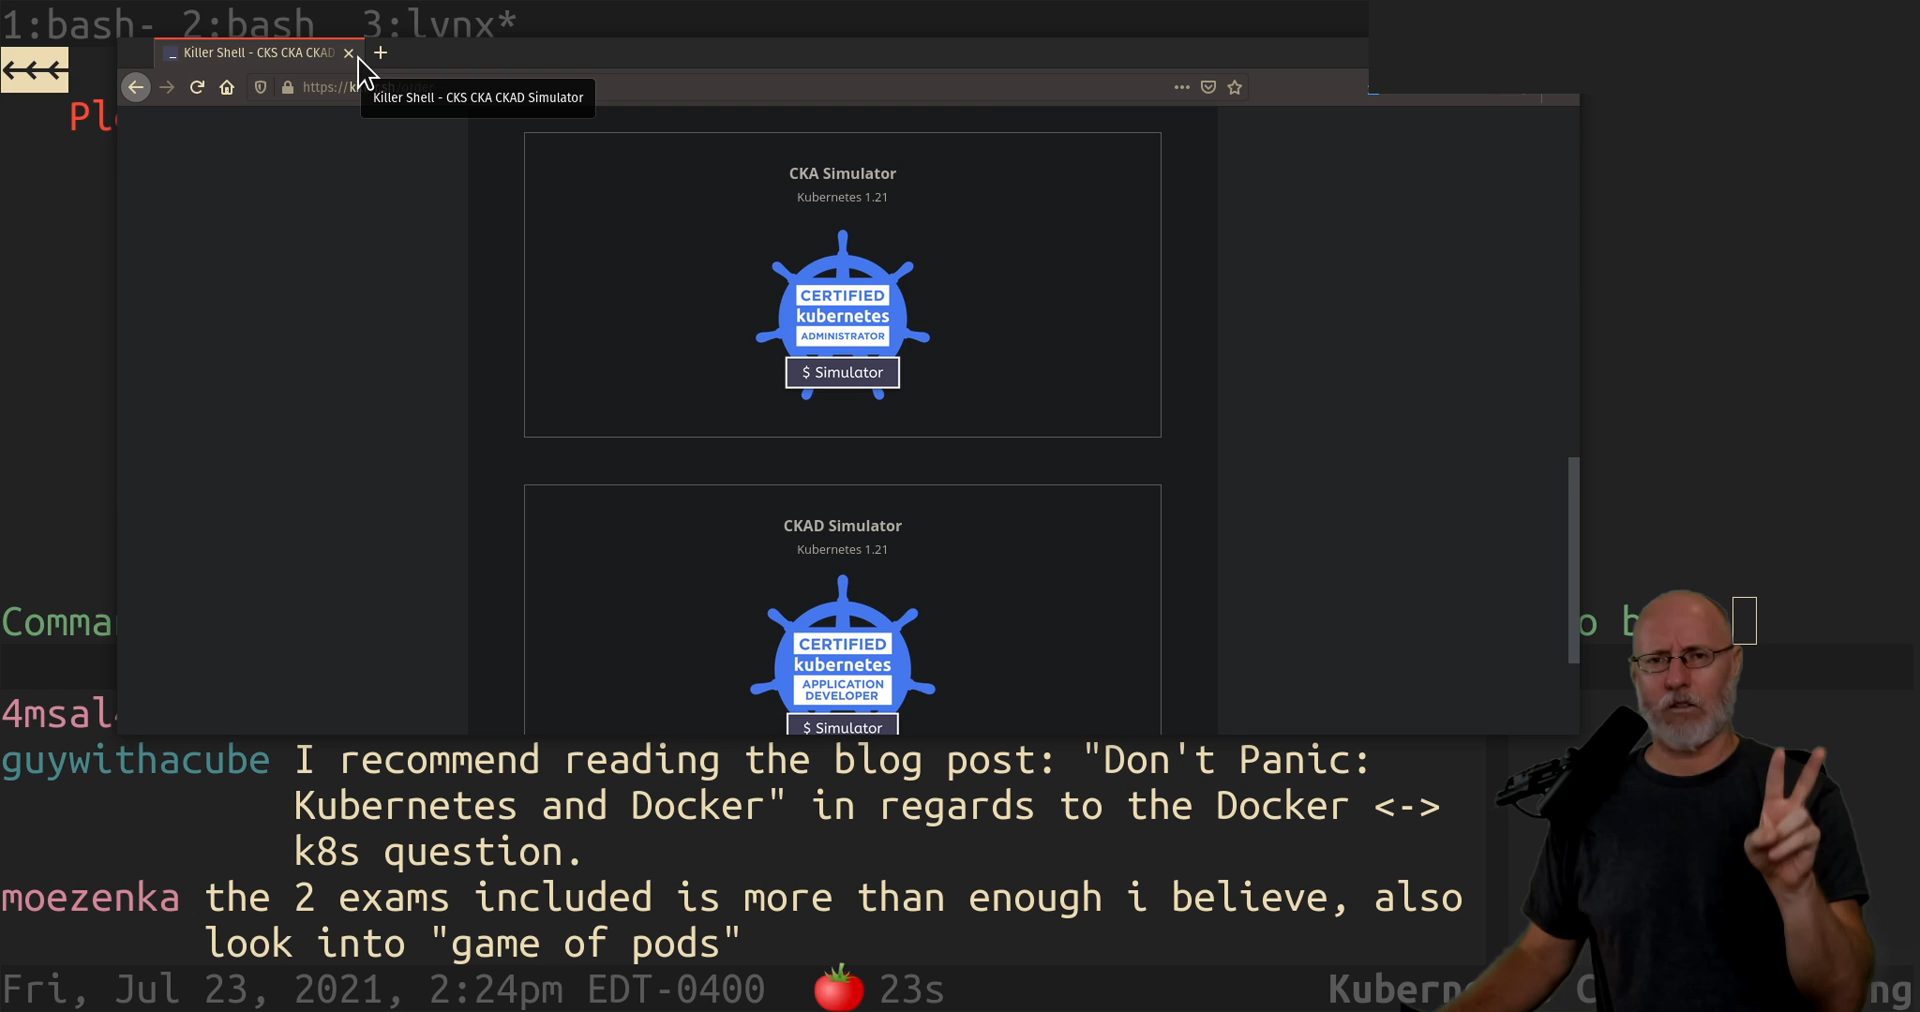 1:bash- 2:bash 3:lynx*
Killer Shell - CKS CKA CKAD
https://k
Killer Shell - CKS CKA CKAD Simulator
CKA Simulator
Kubernetes 1.21
CERTIFIED
kubernetes
ADMINISTRATOR
$ Simulator
CKAD Simulator
Kubernetes 1.21
CERTIFIED
kubernetes
APPLICATION
DEVELOPER
$ Simulator
guywithacube I recommend reading the blog post: "Don't Panic:
Kubernetes and Docker" in regards to the Docker <->
k8s question.
moezenka the 2 exams included is more than enough i believe, also
look into "game of pods"
Fri, Jul 23, 2021, 2:24pm EDT-0400 🍅 23s